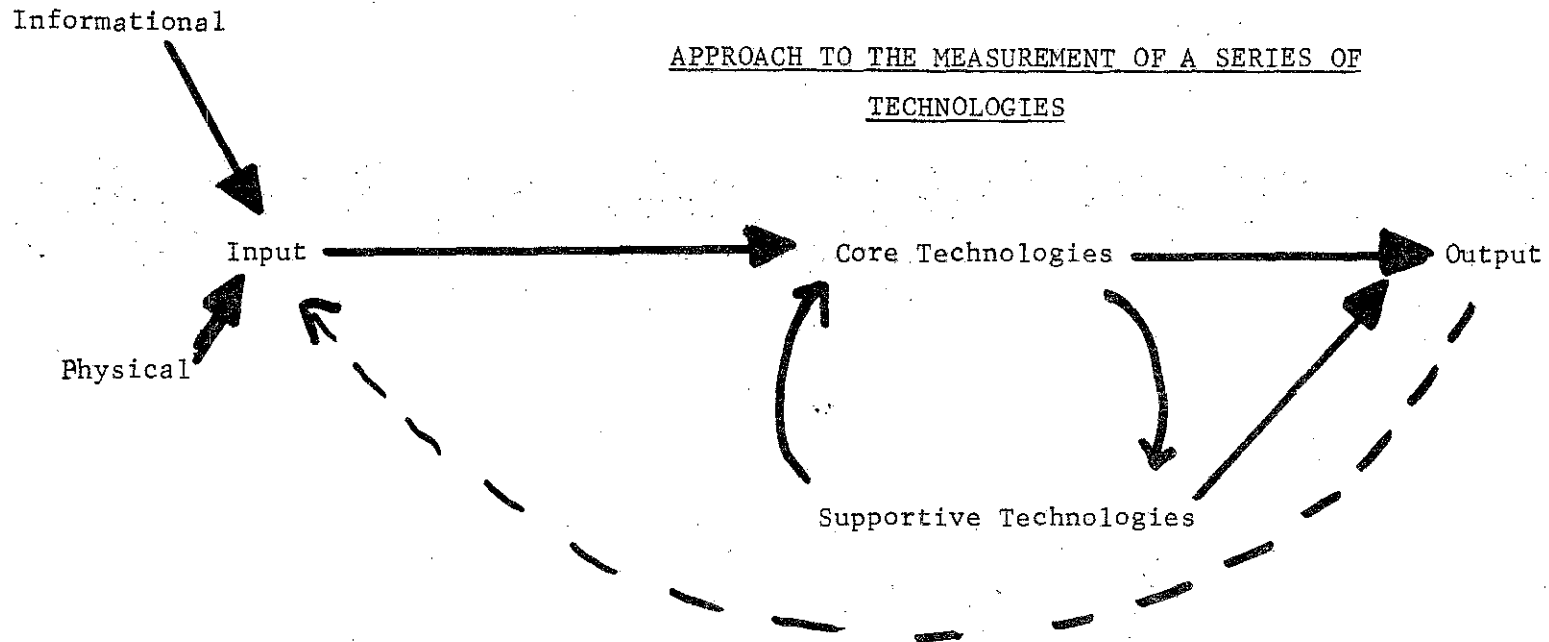 Informational
APPROACH TO THE MEASUREMENT OF A SERIES OF
TECHNOLOGIES
Input
Core Technologies
Output
Physical
Supportive Technologies